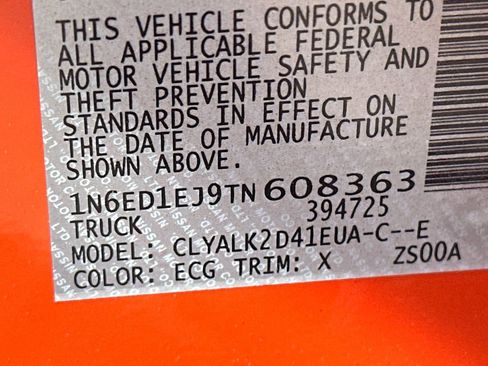 THIS VEHICLE CONFORMS TO
ALL APPLICABLE FEDERAL
MOTOR VEHICLE SAFETY AND
THEFT PREVENTION
STANDARDS IN EFFECT ON
THE DATE OF MANUFACTURE
SHOWN ABOVE.
1N6ED1EJ9TN608363
TRUCK 394725
MODEL: CLYALK2D41EUA-C--E
COLOR: ECG TRIM: X ZS00A